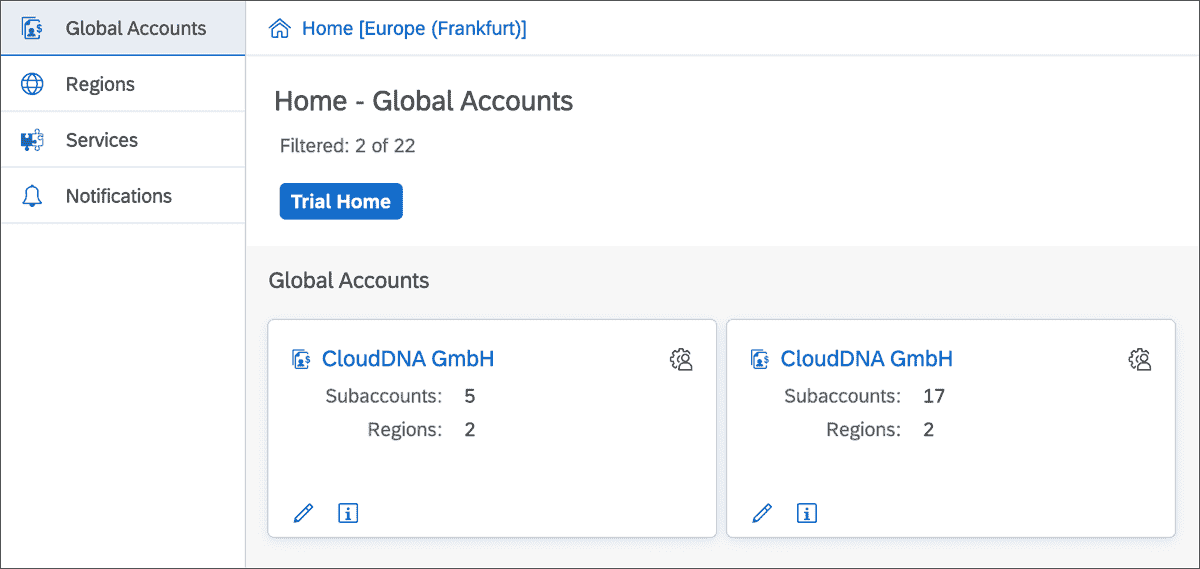 Global Accounts
Regions
Services
Notifications
Home [Europe (Frankfurt)]
Home - Global Accounts
Filtered: 2 of 22
Trial Home
Global Accounts
CloudDNA GmbH
Subaccounts: 5
Regions: 2
CloudDNA GmbH
Subaccounts: 17
Regions: 2